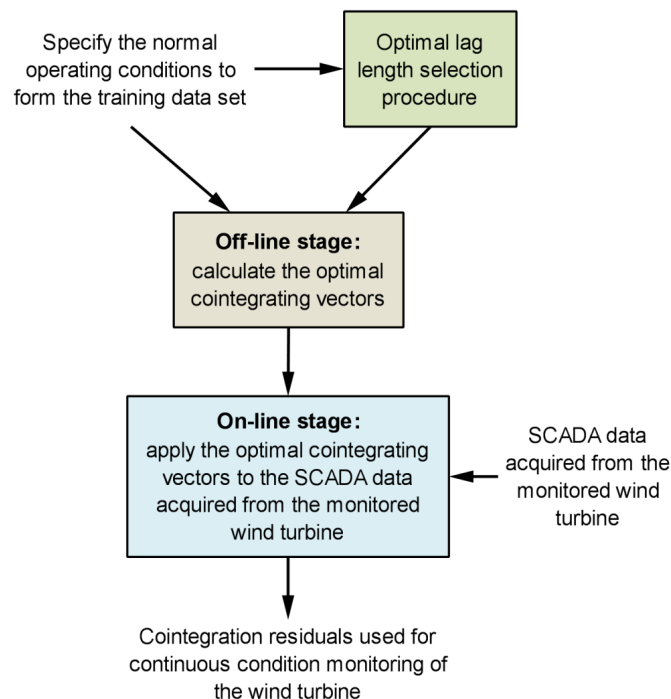 Specify the normal
operating conditions to
form the training data set
Optimal lag
length selection
procedure
Off-line stage:
calculate the optimal
cointegrating vectors
On-line stage:
apply the optimal cointegrating
vectors to the SCADA data
acquired from the monitored
wind turbine
SCADA data
acquired from the
monitored wind
turbine
Cointegration residuals used for
continuous condition monitoring of
the wind turbine